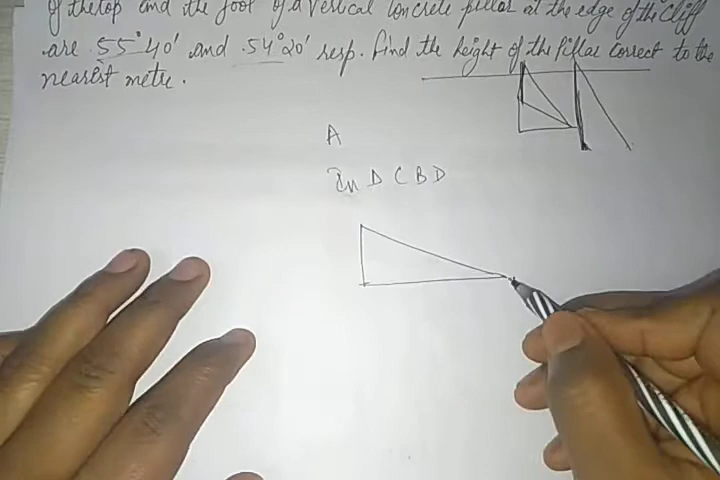 of the top and the foot of a vertical concrete pillar at the edge of the cliff
are 55°40' and 54°20' resp. find the height of the pillar correct to the
nearest metre.
A
In Δ CBD